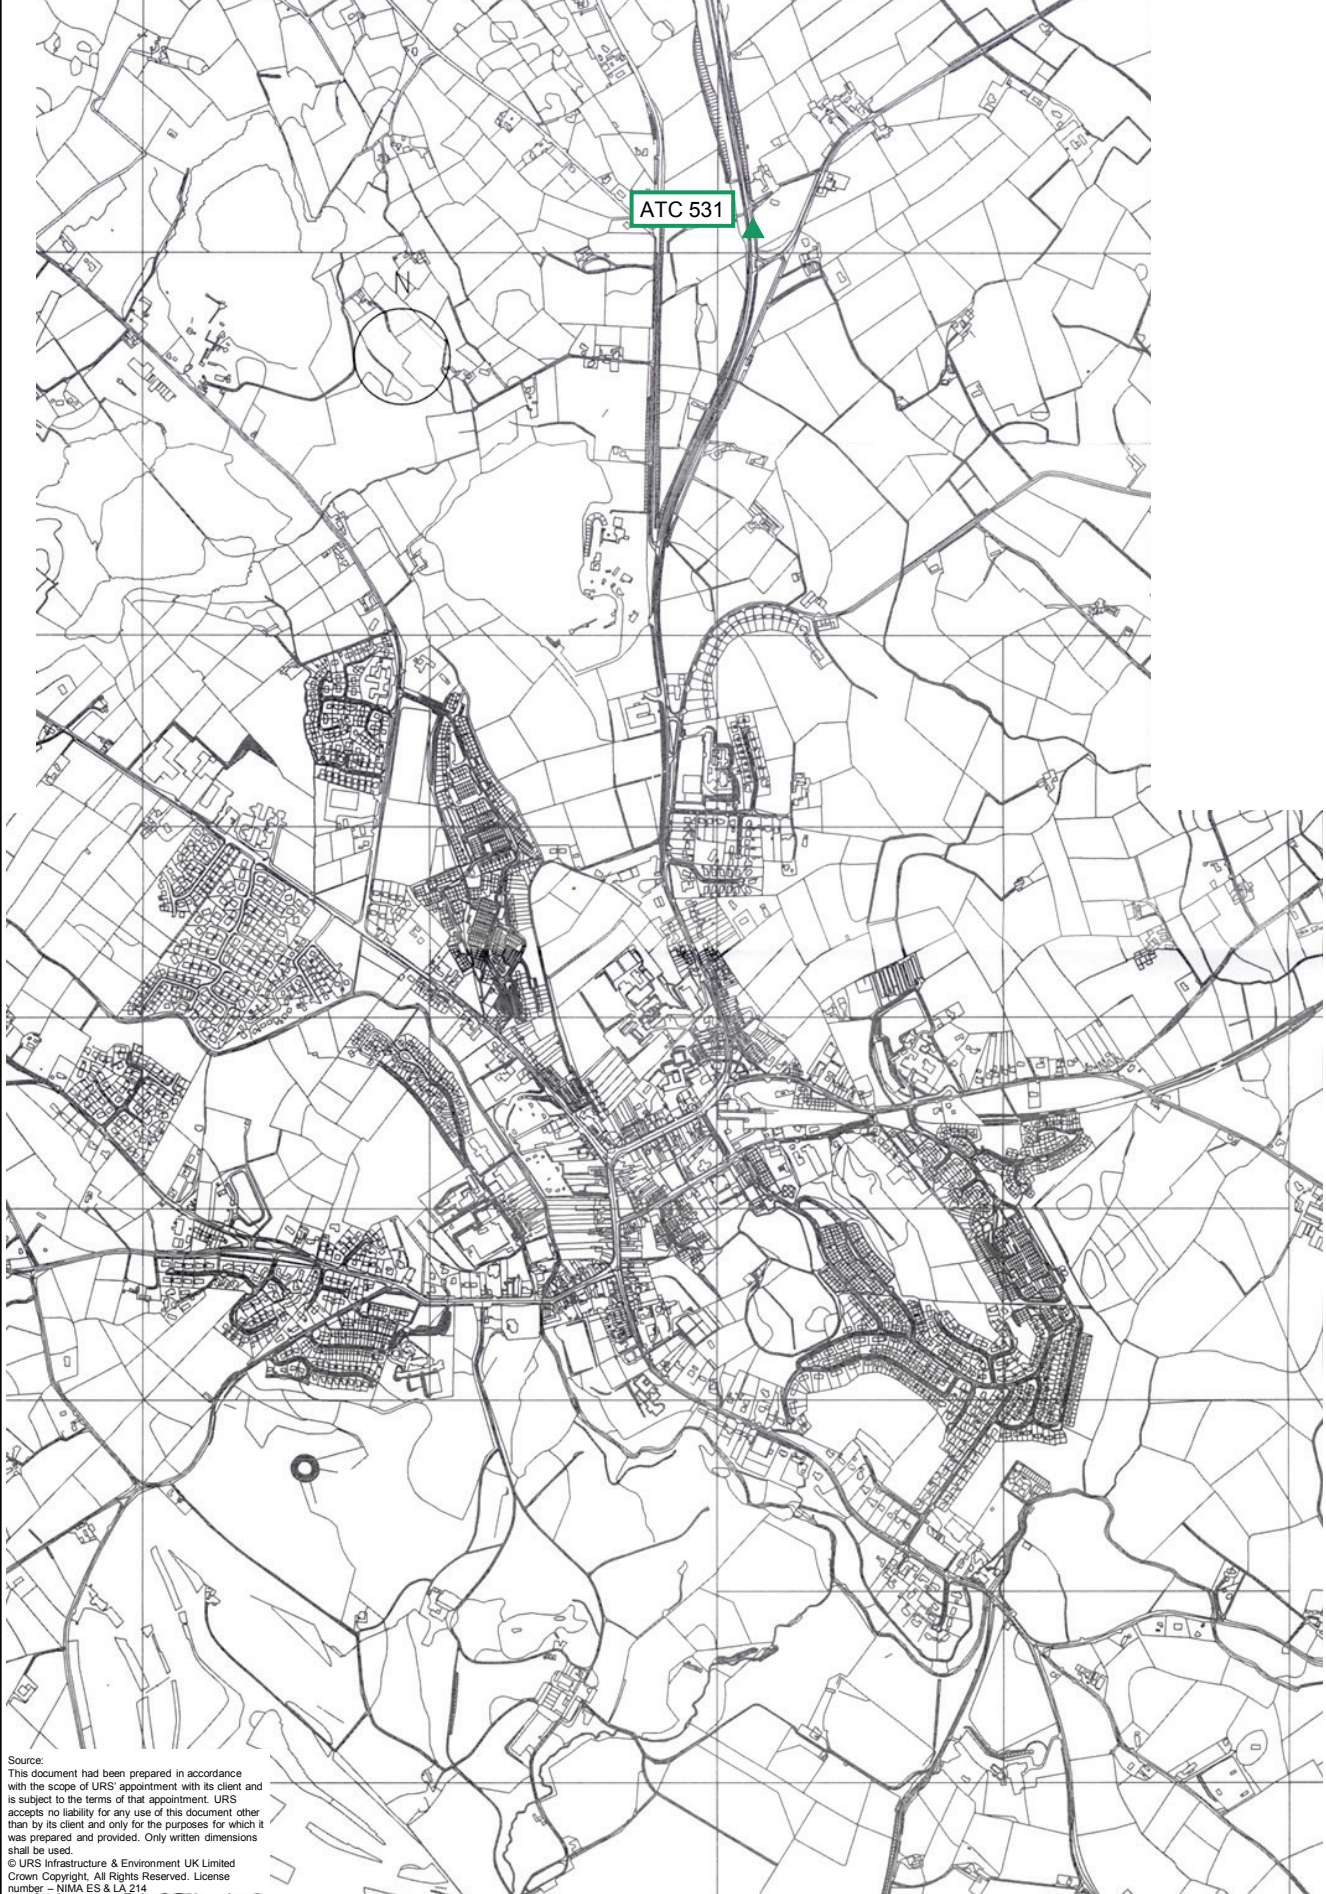 ATC 531
N
Source:
This document had been prepared in accordance
with the scope of URS' appointment with its client and
is subject to the terms of that appointment. URS
accepts no liability for any use of this document other
than by its client and only for the purposes for which it
was prepared and provided. Only written dimensions
shall be used.
© URS Infrastructure & Environment UK Limited
Crown Copyright, All Rights Reserved. License
number – NIMA ES & LA 214